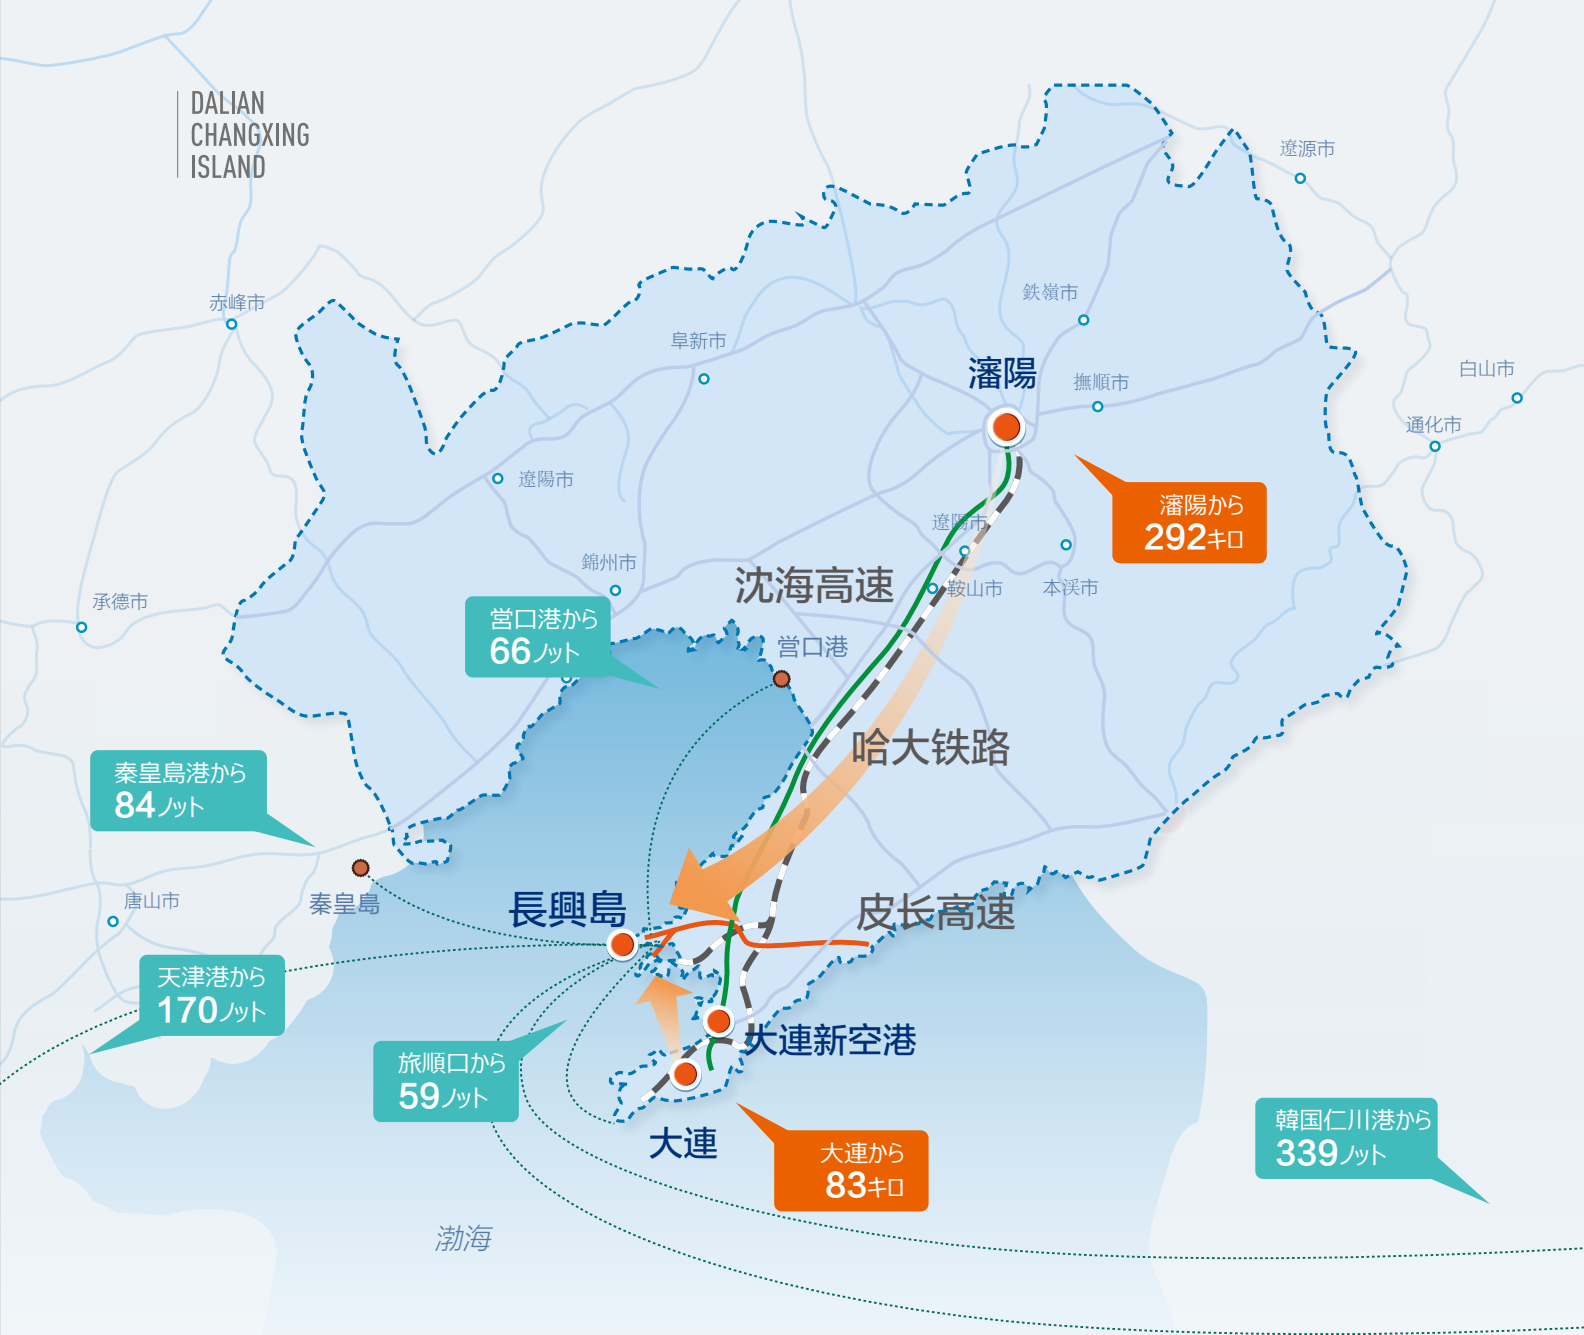 DALIAN
CHANGXING
ISLAND
遼源市
赤峰市
鉄嶺市
阜新市
瀋陽
撫順市
白山市
通化市
遼陽市
瀋陽から
292キロ
遼陽市
錦州市
沈海高速
鞍山市
本渓市
承德市
営口港から
66ノット
営口港
哈大铁路
秦皇島港から
84ノット
唐山市
秦皇島
長興島
皮长高速
天津港から
170ノット
大連新空港
旅順口から
59ノット
大連
大連から
83キロ
韓国仁川港から
339ノット
渤海